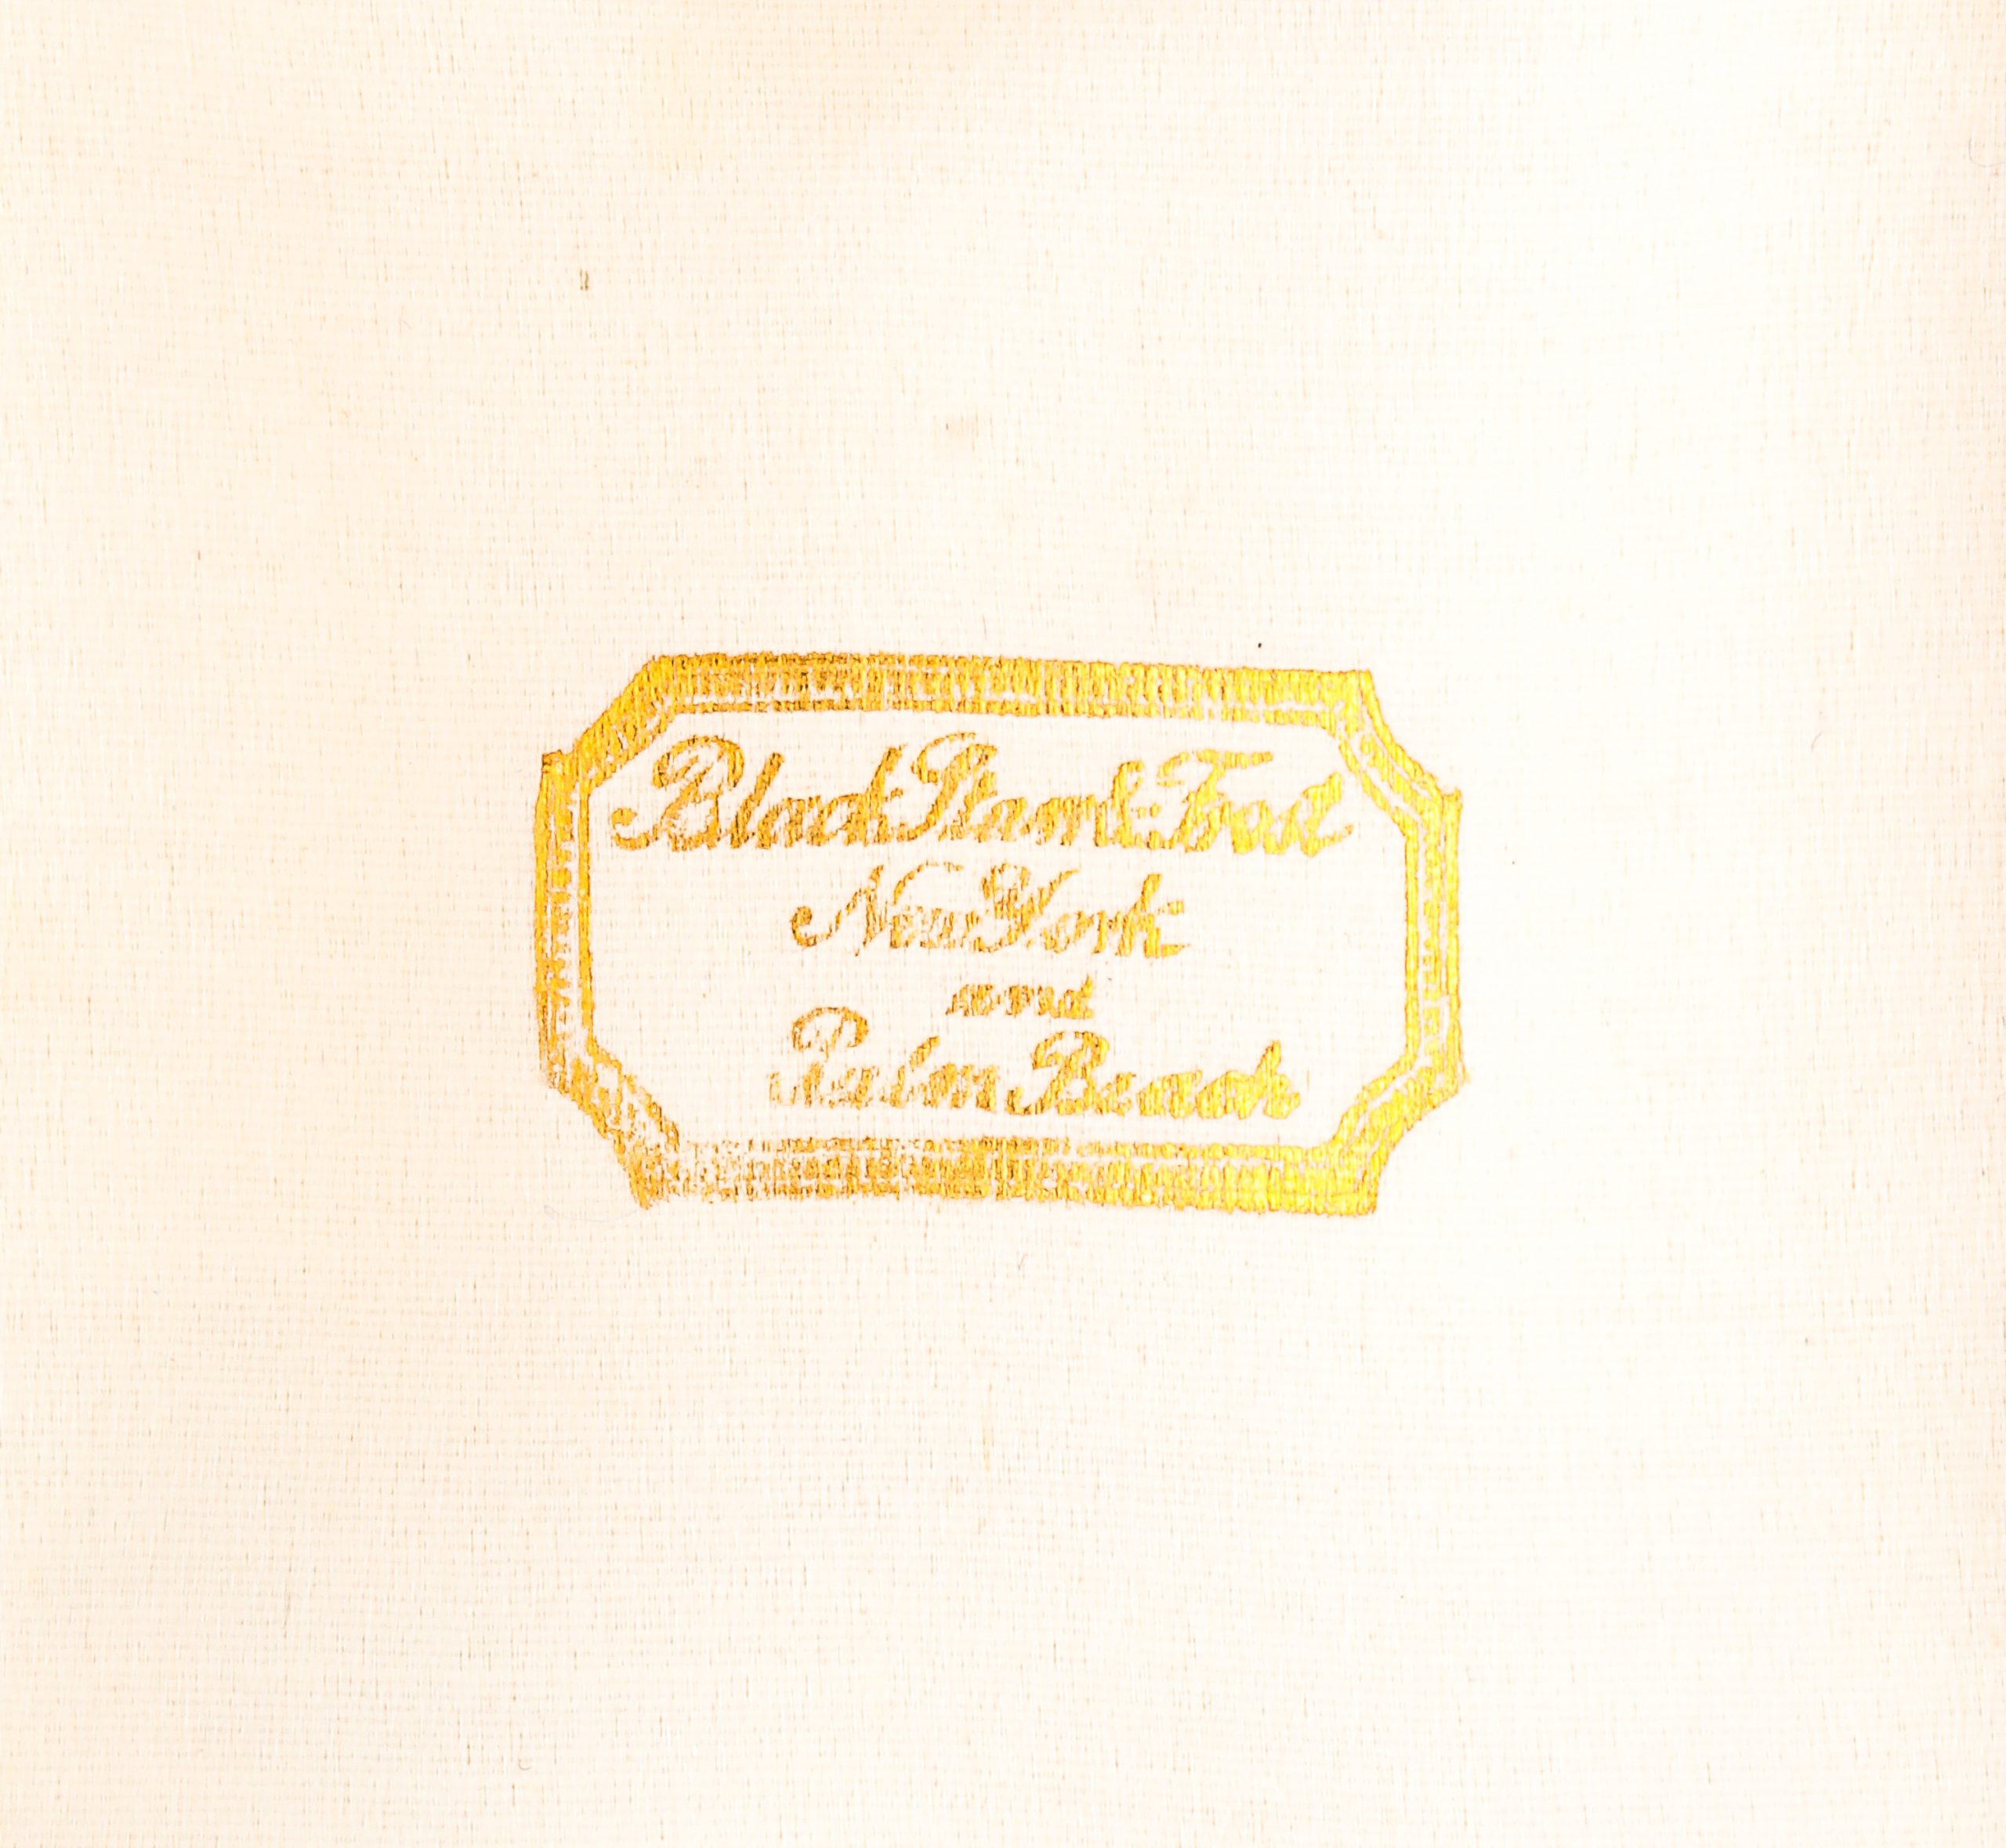 Black Starr & Frost
New York
and
Palm Beach